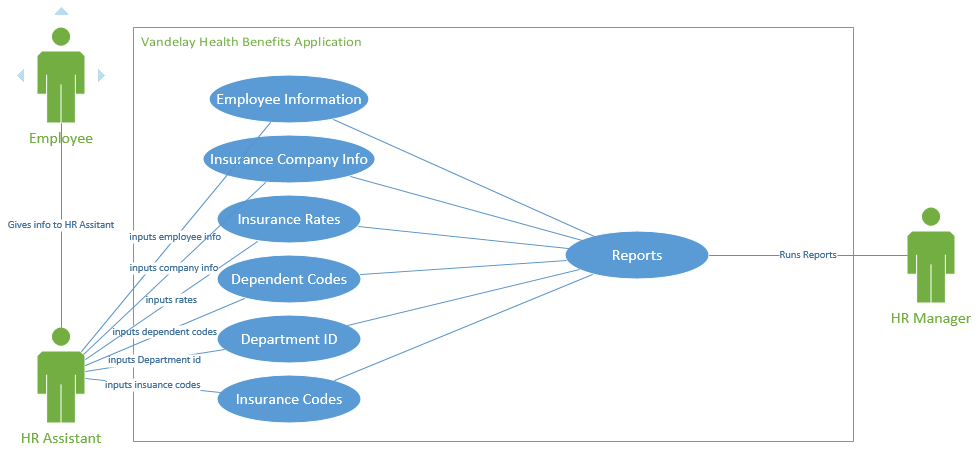 Vandelay Health Benefits Application
Employee
Employee Information
Insurance Company Info
Insurance Rates
Gives info to HR Assitant
inputs employee info
Reports
Runs Reports
inputs company info
Dependent Codes
inputs rates
HR Manager
inputs dependent codes
Department ID
inputs Department id
inputs insuance codes
Insurance Codes
HR Assistant